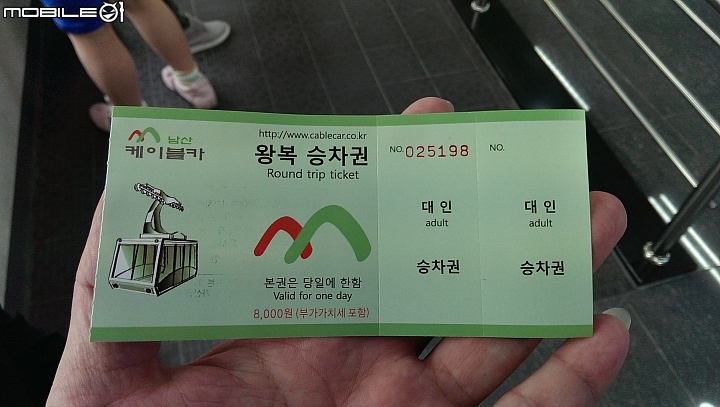 MOBILE01
남산
케이블카
http://www.cablecar.co.kr
왕복 승차권
Round trip ticket
본권은 당일에 한함
Valid for one day
8,000원 (부가가치세 포함)
NO. 025198
대 인
adult
승차권
NO.
대 인
adult
승차권